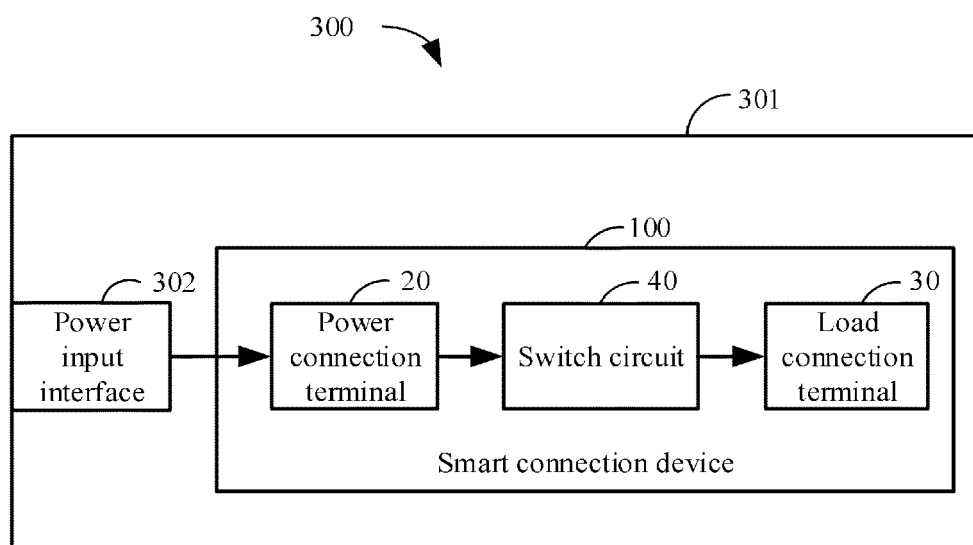 300
301
100
302
20
40
30
Power
input
interface
Power
connection
terminal
Switch circuit
Load
connection
terminal
Smart connection device